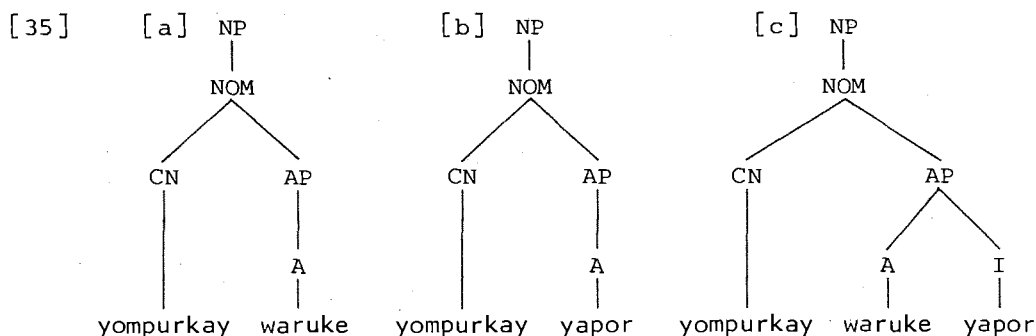 [35] [a] NP [b] NP [c] NP
NOM NOM NOM
CN AP CN AP CN AP
A A A I
yompurkay waruke yompurkay yapor yompurkay waruke yapor